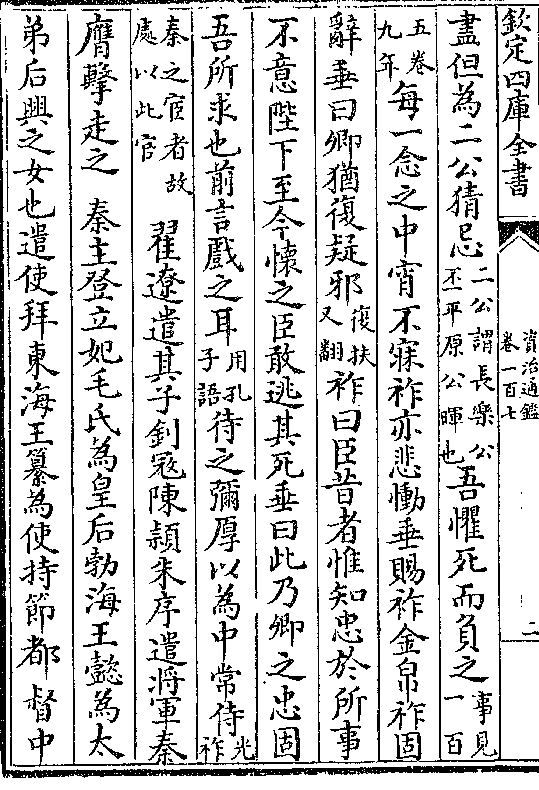 欽定四庫全書
資治通鑑
卷一百七
二
盡但為二公猜忌二公謂長樂公丕平原公暉也吾懼死而負之事見一百
五卷九年每一念之中宵不寐祚亦悲慟垂賜祚金帛祚固
辭垂曰卿猶復疑邪復扶又翻祚曰臣昔者惟知忠於所事
不意陛下至今懷之臣敢逃其死垂曰此乃卿之忠固
吾所求也前言戲之耳用孔子語待之彌厚以為中常侍光祚
秦之宦者故處以此官 翟遼遣其子釗寇陳潁朱序遣將軍秦
膺擊走之 秦主登立妃毛氏為皇后勃海王懿為太
弟后興之女也遣使拜東海王纂為使持節都督中